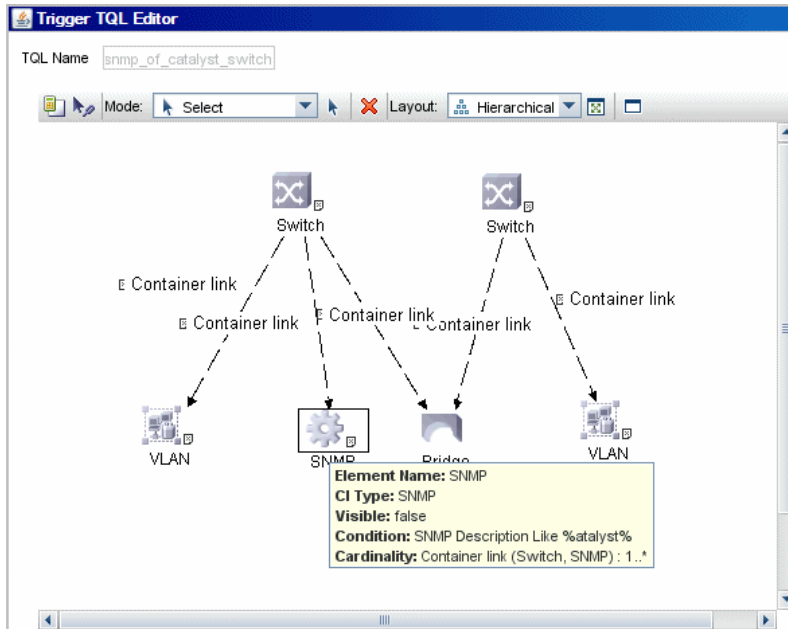 Trigger TQL Editor
TQL Name snmp_of_catalyst_switch
Mode: Select Layout: Hierarchical
Switch Switch
Container link
Container link
Container link
Container link
Container link
VLAN
SNMP
Bridge
VLAN
Element Name: SNMP
CI Type: SNMP
Visible: false
Condition: SNMP Description Like %atalyst%
Cardinality: Container link (Switch, SNMP) : 1..*